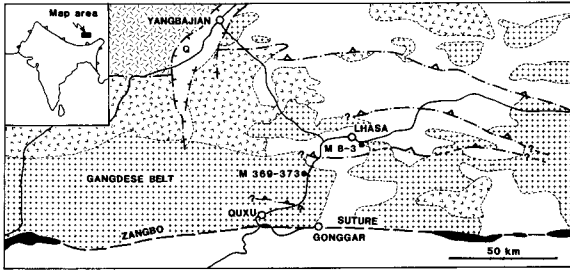 Map area
YANGBAJIAN
Q
LHASA
M 8-3
?
?
?
?
?
GANGDESE BELT
M 369-373
?
?
QUXU
ZANGBO
SUTURE
GONGGAR
50 km